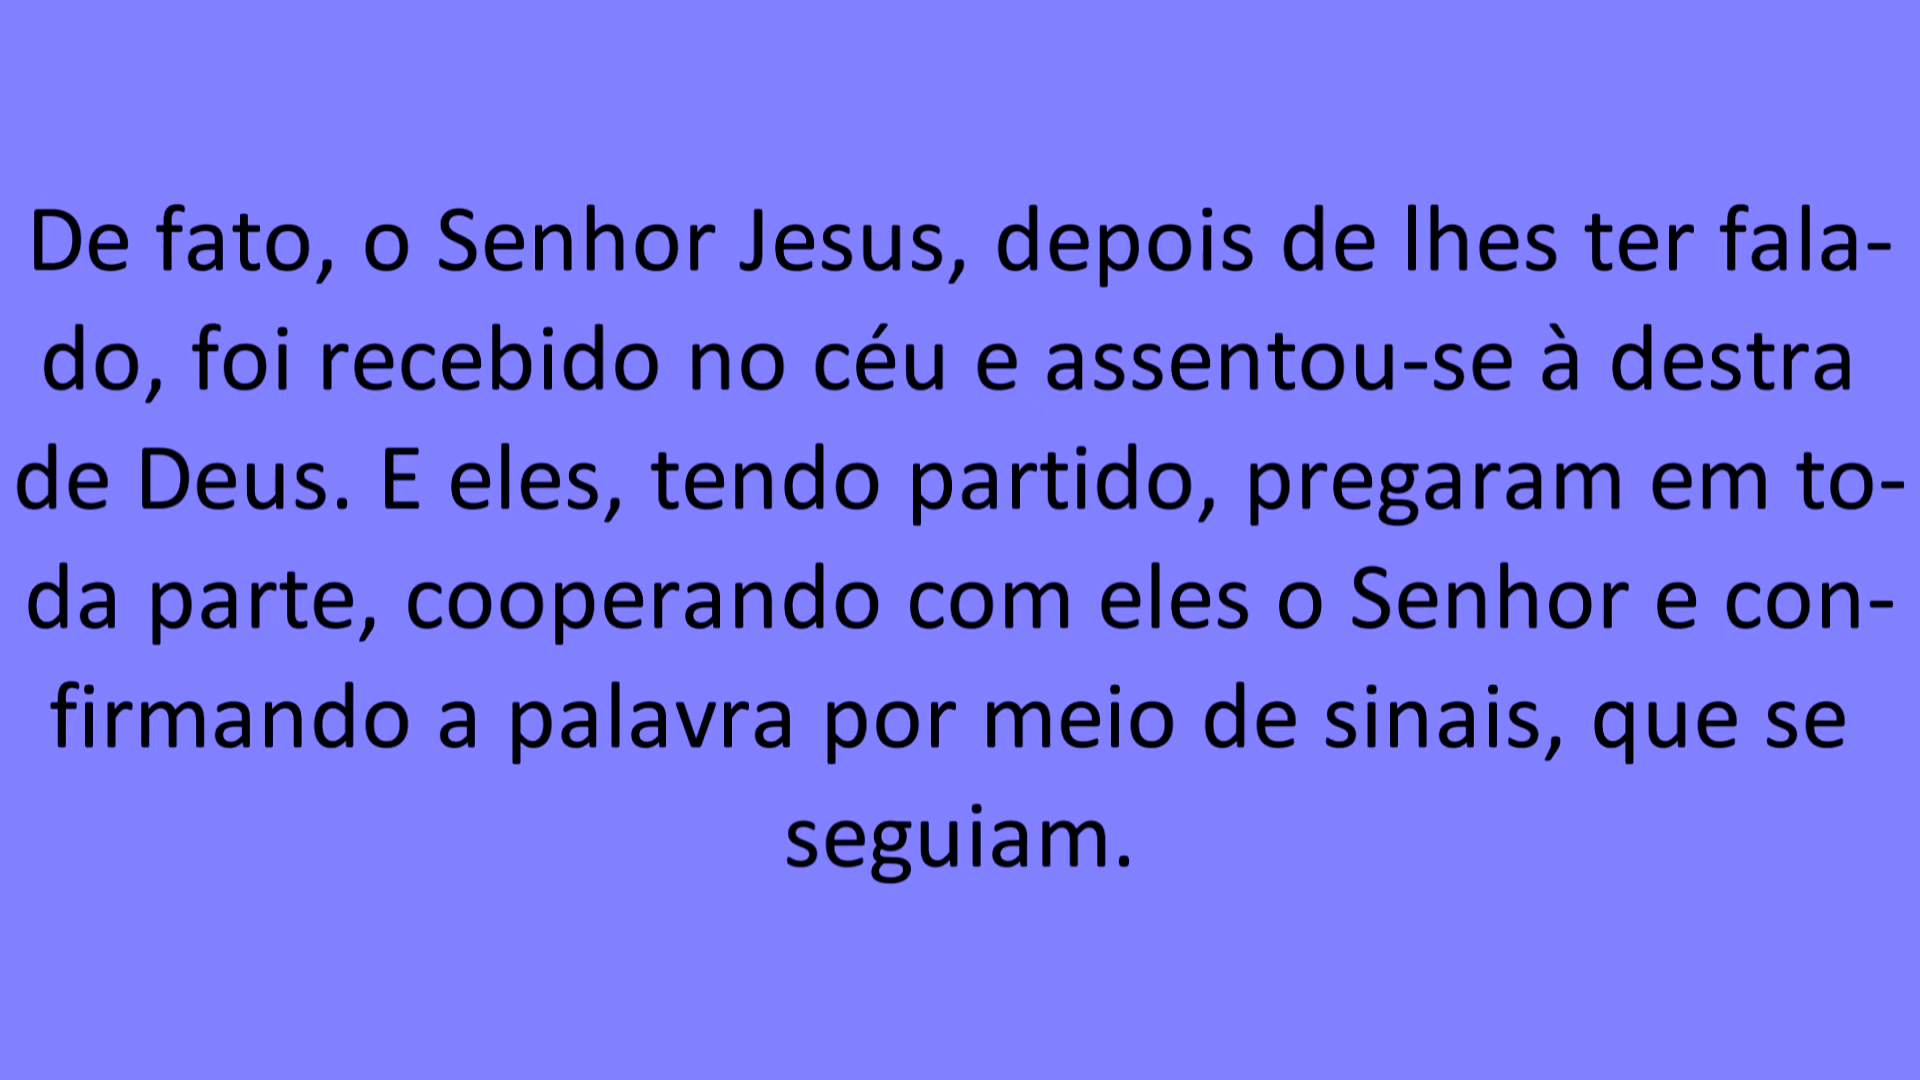 De fato, o Senhor Jesus, depois de lhes ter fala-
do, foi recebido no céu e assentou-se à destra
de Deus. E eles, tendo partido, pregaram em to-
da parte, cooperando com eles o Senhor e con-
firmando a palavra por meio de sinais, que se
seguiam.